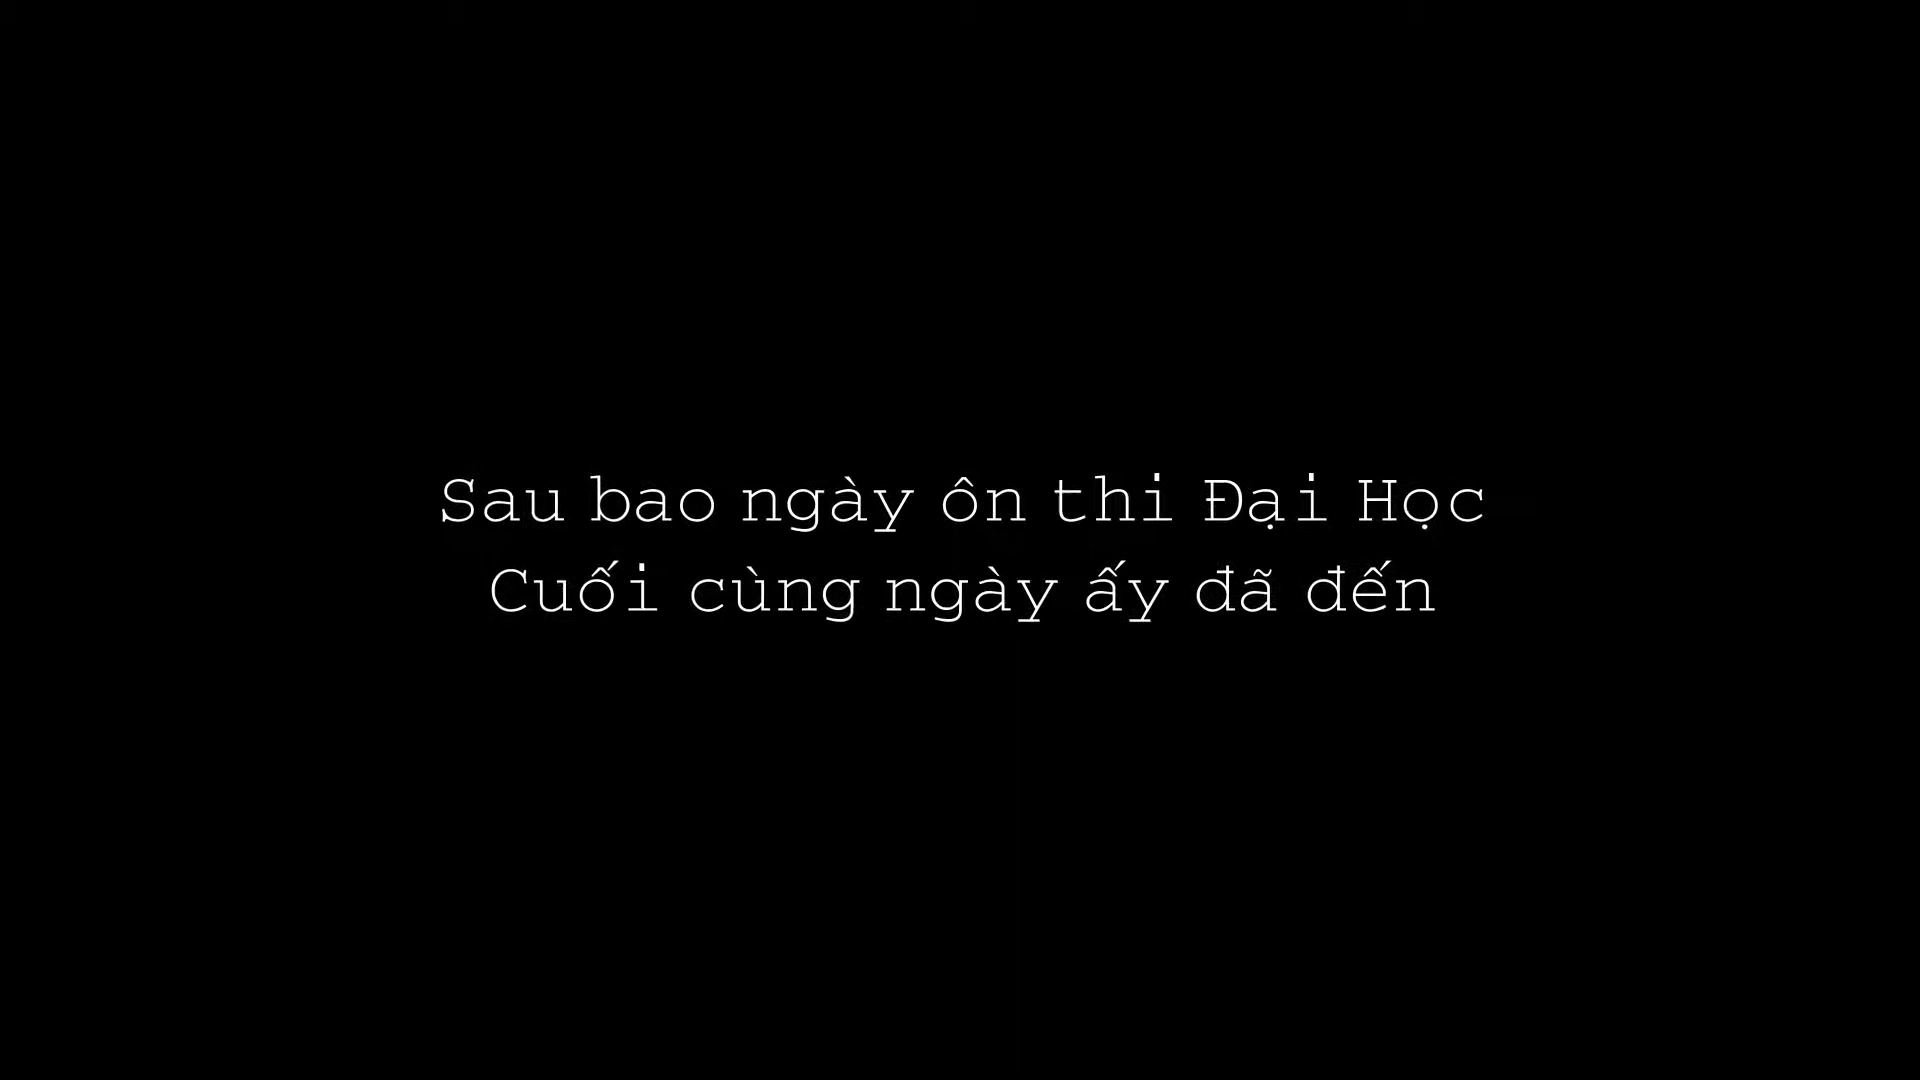 Sau bao ngày ôn thi Đại Học
Cuối cùng ngày ấy đã đến